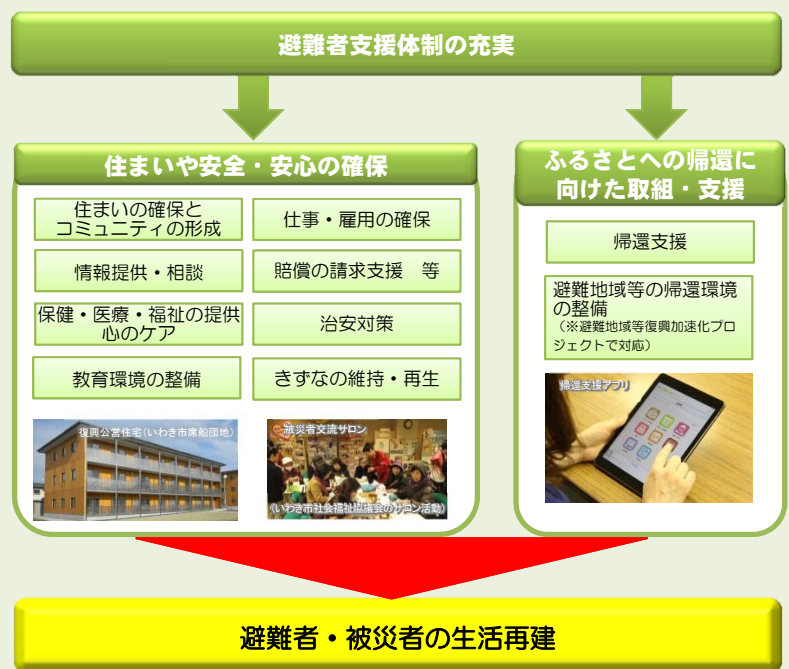 避難者支援体制の充実
住まいや安全・安心の確保
住まいの確保と
コミュニティの形成
仕事・雇用の確保
情報提供・相談
賠償の請求支援　等
保健・医療・福祉の提供
心のケア
治安対策
教育環境の整備
きずなの維持・再生
復興公営住宅(いわき市席船団地)
被災者交流サロン
(いわき市社会福祉協議会のサロン活動)
ふるさとへの帰還に
向けた取組・支援
帰還支援
避難地域等の帰還環境
の整備
（※避難地域等復興加速化プロ
ジェクトで対応）
帰還支援アプリ
避難者・被災者の生活再建